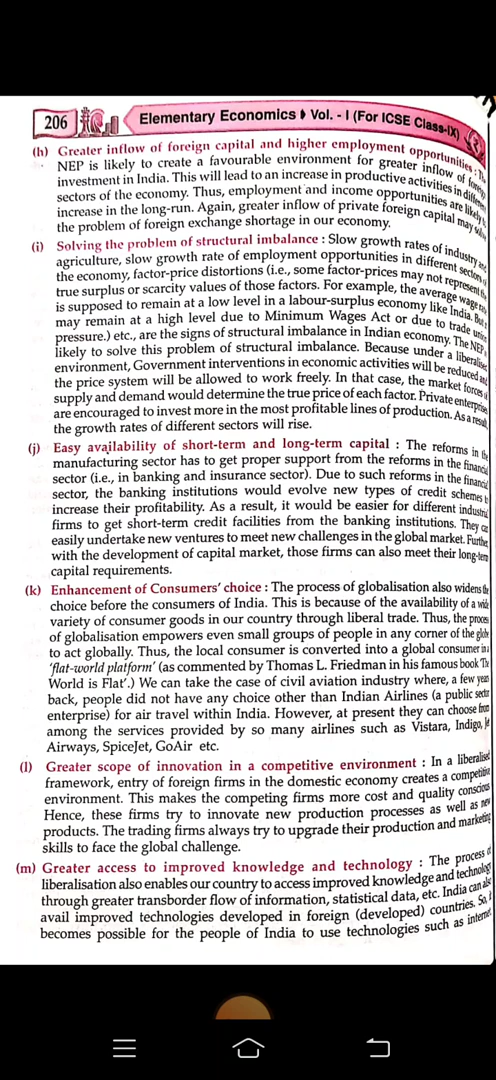 206
Elementary Economics Vol. - I (For ICSE Class-IX)
(h) Greater inflow of foreign capital and higher employment opportunities :
NEP is likely to create a favourable environment for greater inflow of foreign
investment in India. This will lead to an increase in productive activities in different
sectors of the economy. Thus, employment and income opportunities are likely
increase in the long-run. Again, greater inflow of private foreign capital may solve
the problem of foreign exchange shortage in our economy.
(i) Solving the problem of structural imbalance : Slow growth rates of industry and
agriculture, slow growth rate of employment opportunities in different sectors of
the economy, factor-price distortions (i.e., some factor-prices may not represent the
true surplus or scarcity values of those factors. For example, the average wage rate
is supposed to remain at a low level in a labour-surplus economy like India. But
may remain at a high level due to Minimum Wages Act or due to trade union
pressure.) etc., are the signs of structural imbalance in Indian economy. The NEP
likely to solve this problem of structural imbalance. Because under a liberalised
environment, Government interventions in economic activities will be reduced and
the price system will be allowed to work freely. In that case, the market forces of
supply and demand would determine the true price of each factor. Private enterprises
are encouraged to invest more in the most profitable lines of production. As a result,
the growth rates of different sectors will rise.
(j) Easy availability of short-term and long-term capital : The reforms in the
manufacturing sector has to get proper support from the reforms in the financial
sector (i.e., in banking and insurance sector). Due to such reforms in the financial
sector, the banking institutions would evolve new types of credit schemes to
increase their profitability. As a result, it would be easier for different industrial
firms to get short-term credit facilities from the banking institutions. They can
easily undertake new ventures to meet new challenges in the global market. Further,
with the development of capital market, those firms can also meet their long-term
capital requirements.
(k) Enhancement of Consumers' choice : The process of globalisation also widens the
choice before the consumers of India. This is because of the availability of a wide
variety of consumer goods in our country through liberal trade. Thus, the process
of globalisation empowers even small groups of people in any corner of the globe
to act globally. Thus, the local consumer is converted into a global consumer in a
'flat-world platform' (as commented by Thomas L. Friedman in his famous book 'The
World is Flat'.) We can take the case of civil aviation industry where, a few years
back, people did not have any choice other than Indian Airlines (a public sector
enterprise) for air travel within India. However, at present they can choose from
among the services provided by so many airlines such as Vistara, Indigo, Jet
Airways, SpiceJet, GoAir etc.
(l) Greater scope of innovation in a competitive environment : In a liberalised
framework, entry of foreign firms in the domestic economy creates a competitive
environment. This makes the competing firms more cost and quality conscious
Hence, these firms try to innovate new production processes as well as new
products. The trading firms always try to upgrade their production and marketing
skills to face the global challenge.
(m) Greater access to improved knowledge and technology : The process of
liberalisation also enables our country to access improved knowledge and technology
through greater transborder flow of information, statistical data, etc. India can also
avail improved technologies developed in foreign (developed) countries. So, it
becomes possible for the people of India to use technologies such as internet